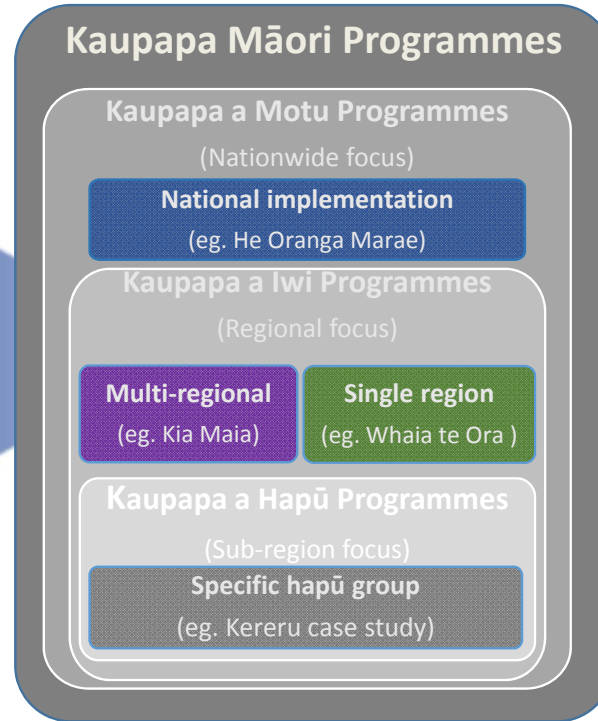 Kaupapa Māori Programmes
Kaupapa a Motu Programmes
(Nationwide focus)
National implementation
(eg. He Oranga Marae)
Kaupapa a Iwi Programmes
(Regional focus)
Multi-regional
(eg. Kia Maia)
Single region
(eg. Whaia te Ora )
Kaupapa a Hapū Programmes
(Sub-region focus)
Specific hapū group
(eg. Kereru case study)